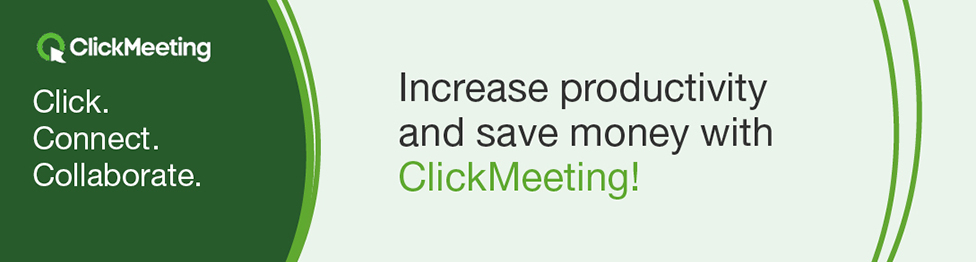 ClickMeeting
Click.
Connect.
Collaborate.
Increase productivity
and save money with
ClickMeeting!